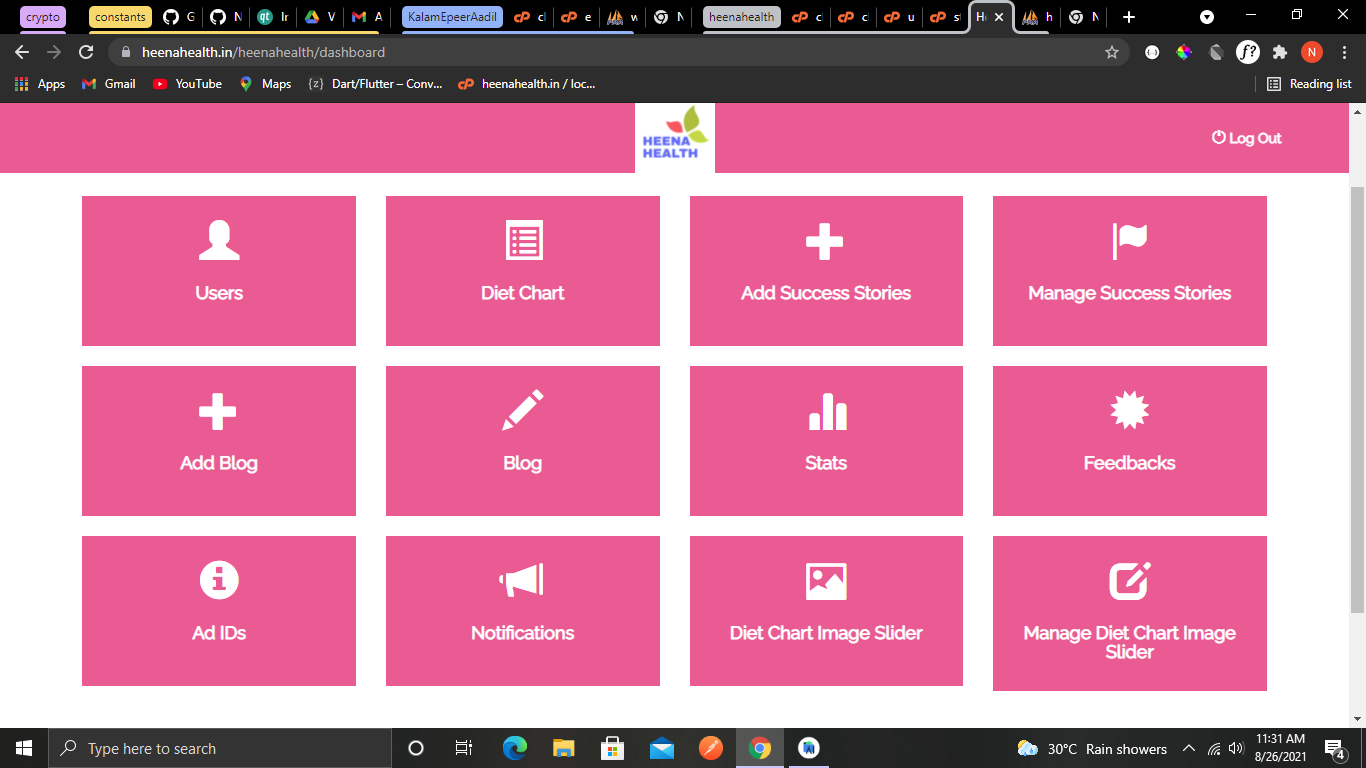 crypto constants G N Ir V A KalamEpeerAadil cl e w N heenahealth cl cl u st He h N
heenahealth.in/heenahealth/dashboard
f? N
Apps Gmail YouTube Maps Dart/Flutter – Conv... heenahealth.in / loc... Reading list
HEENA
HEALTH
Log Out
Users Diet Chart Add Success Stories Manage Success Stories
Add Blog Blog Stats Feedbacks
Ad IDs Notifications Diet Chart Image Slider Manage Diet Chart Image
Slider
Type here to search
30°C Rain showers
11:31 AM
8/26/2021
4